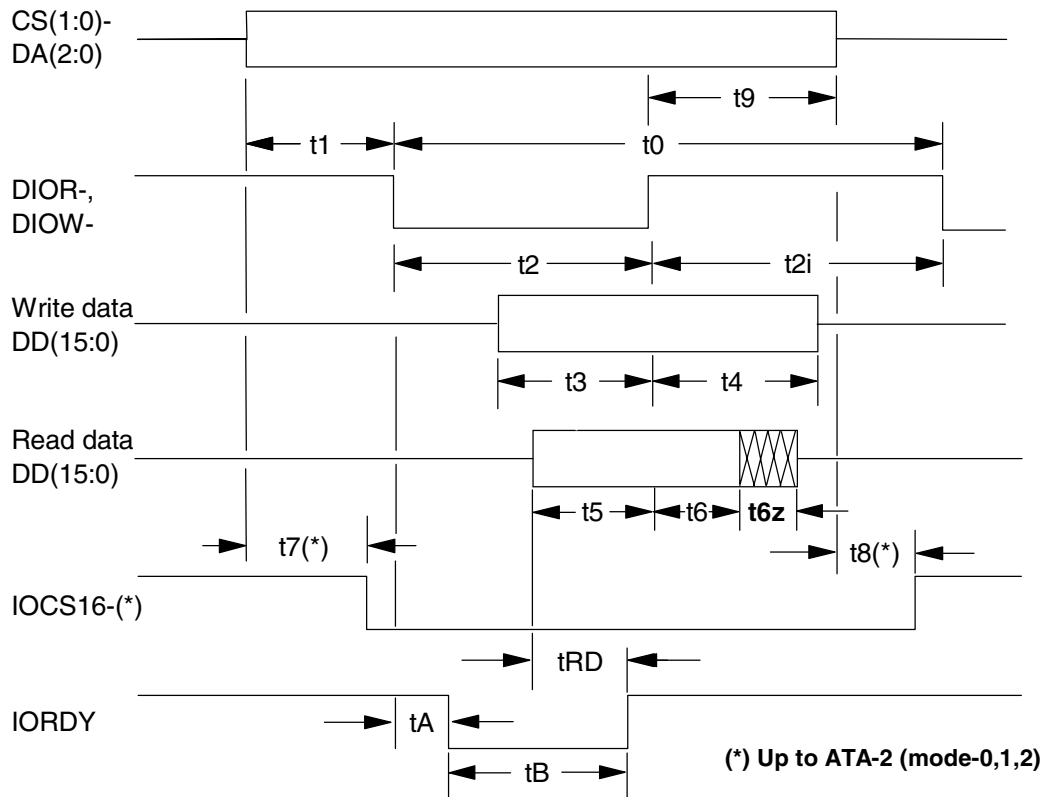 CS(1:0)-
DA(2:0)
t9
t1
t0
DIOR-,
DIOW-
t2
t2i
Write data
DD(15:0)
t3
t4
Read data
DD(15:0)
t5
t6
t6z
t7(*)
t8(*)
IOCS16-(*)
tRD
IORDY
tA
tB
(*) Up to ATA-2 (mode-0,1,2)